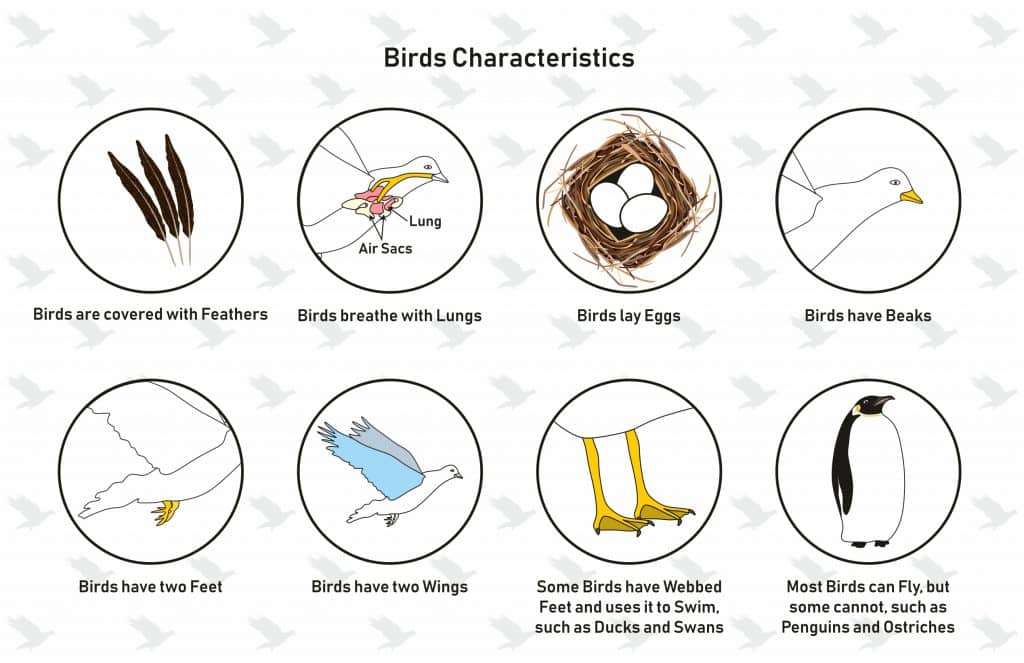 Birds Characteristics
Lung
Air Sacs
Birds are covered with Feathers
Birds breathe with Lungs
Birds lay Eggs
Birds have Beaks
Birds have two Feet
Birds have two Wings
Some Birds have Webbed
Feet and uses it to Swim,
such as Ducks and Swans
Most Birds can Fly, but
some cannot, such as
Penguins and Ostriches